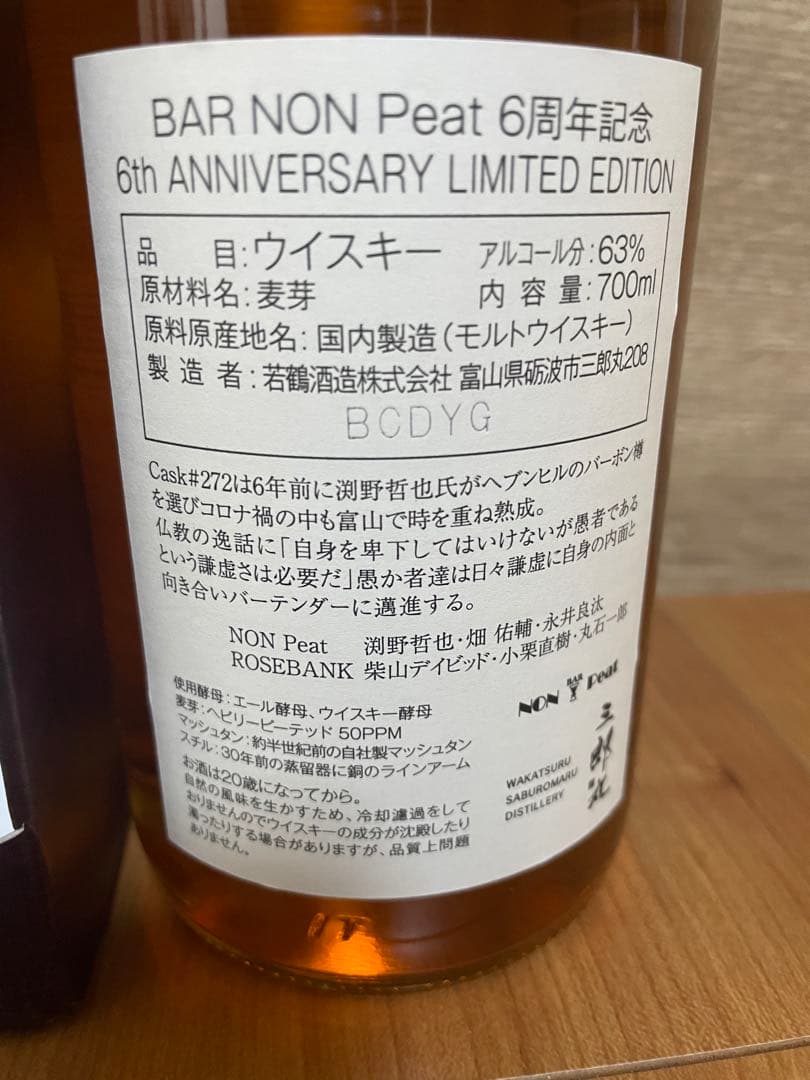 BAR NON Peat 6周年記念
6th ANNIVERSARY LIMITED EDITION
品 目:ウイスキー アルコール分:63%
原材料名:麦芽 内容量:700ml
原料原産地名:国内製造(モルトウイスキー)
製造者:若鶴酒造株式会社 富山県砺波市三郎丸208
BCDYG
Cask#272は6年前に渕野哲也氏がヘブンヒルのバーボン樽
を選びコロナ禍の中も富山で時を重ね熟成。
仏教の逸話に「自身を卑下してはいけないが愚者である
という謙虚さは必要だ」愚か者達は日々謙虚に自身の内面と
向き合いバーテンダーに邁進する。
NON Peat 渕野哲也・畑 佑輔・永井良汰
ROSEBANK 柴山デイビッド・小栗直樹・丸石一郎
使用酵母:エール酵母、ウイスキー酵母
麦芽:ヘビリーピーテッド 50PPM
マッシュタン:約半世紀前の自社製マッシュタン
スチル:30年前の蒸留器に銅のラインアーム
お酒は20歳になってから。
自然の風味を生かすため、冷却濾過をして
おりませんのでウイスキーの成分が沈殿したり
濁ったりする場合がありますが、品質上問題
ありません。
NON BAR Peat
WAKATSURU
SABUROMARU
DISTILLERY
三郎丸